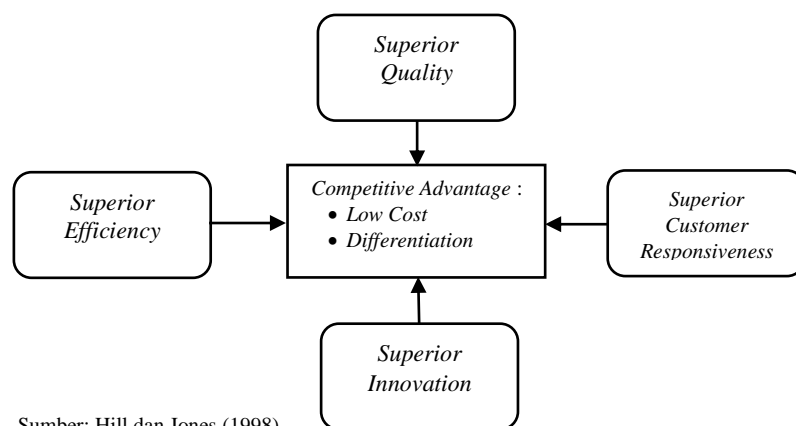 Superior
Quality
Superior
Efficiency
Competitive Advantage :
• Low Cost
• Differentiation
Superior
Customer
Responsiveness
Superior
Innovation
Sumber: Hill dan Jones (1998)